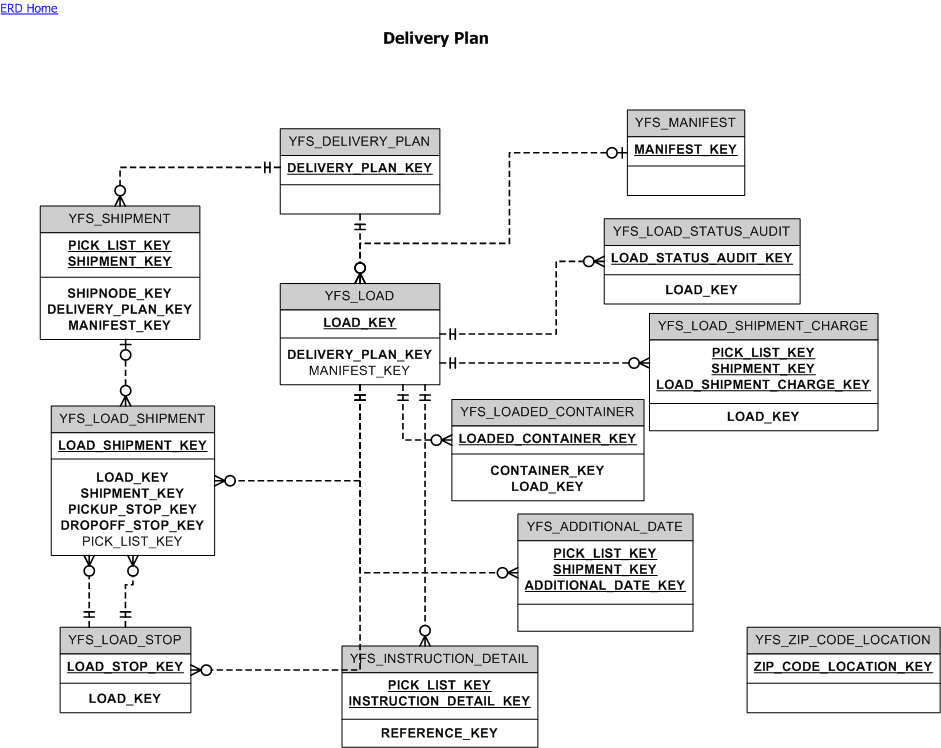 ERD Home
Delivery Plan
YFS_MANIFEST
MANIFEST_KEY
YFS_DELIVERY_PLAN
DELIVERY_PLAN_KEY
YFS_SHIPMENT
PICK_LIST_KEY
SHIPMENT_KEY
SHIPNODE_KEY
DELIVERY_PLAN_KEY
MANIFEST_KEY
YFS_LOAD_STATUS_AUDIT
LOAD_STATUS_AUDIT_KEY
LOAD_KEY
YFS_LOAD
LOAD_KEY
DELIVERY_PLAN_KEY
MANIFEST_KEY
YFS_LOAD_SHIPMENT_CHARGE
PICK_LIST_KEY
SHIPMENT_KEY
LOAD_SHIPMENT_CHARGE_KEY
LOAD_KEY
YFS_LOAD_SHIPMENT
LOAD_SHIPMENT_KEY
LOAD_KEY
SHIPMENT_KEY
PICKUP_STOP_KEY
DROPOFF_STOP_KEY
PICK_LIST_KEY
YFS_LOADED_CONTAINER
LOADED_CONTAINER_KEY
CONTAINER_KEY
LOAD_KEY
YFS_ADDITIONAL_DATE
PICK_LIST_KEY
SHIPMENT_KEY
ADDITIONAL_DATE_KEY
YFS_LOAD_STOP
LOAD_STOP_KEY
LOAD_KEY
YFS_INSTRUCTION_DETAIL
PICK_LIST_KEY
INSTRUCTION_DETAIL_KEY
REFERENCE_KEY
YFS_ZIP_CODE_LOCATION
ZIP_CODE_LOCATION_KEY